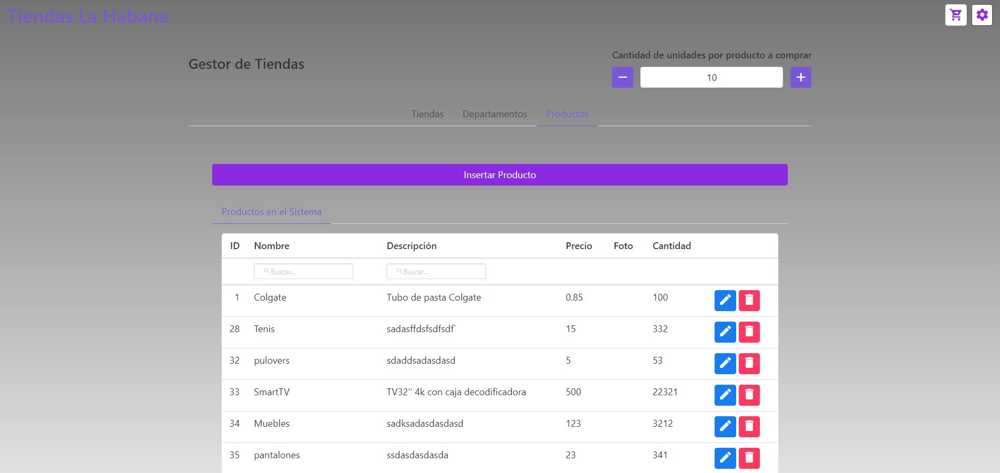 Tiendas La Habana
Gestor de Tiendas
Cantidad de unidades por producto a comprar
10
Tiendas Departamentos Productos
Insertar Producto
Productos en el Sistema
ID Nombre Descripción Precio Foto Cantidad
Buscar... Buscar...
1 Colgate Tubo de pasta Colgate 0.85 100
28 Tenis sadasffdsfsdfsdf` 15 332
32 pulovers sdaddsadasdasd 5 53
33 SmartTV TV32'' 4k con caja decodificadora 500 22321
34 Muebles sadksadasdasdasd 123 3212
35 pantalones ssdasdasdasda 23 341